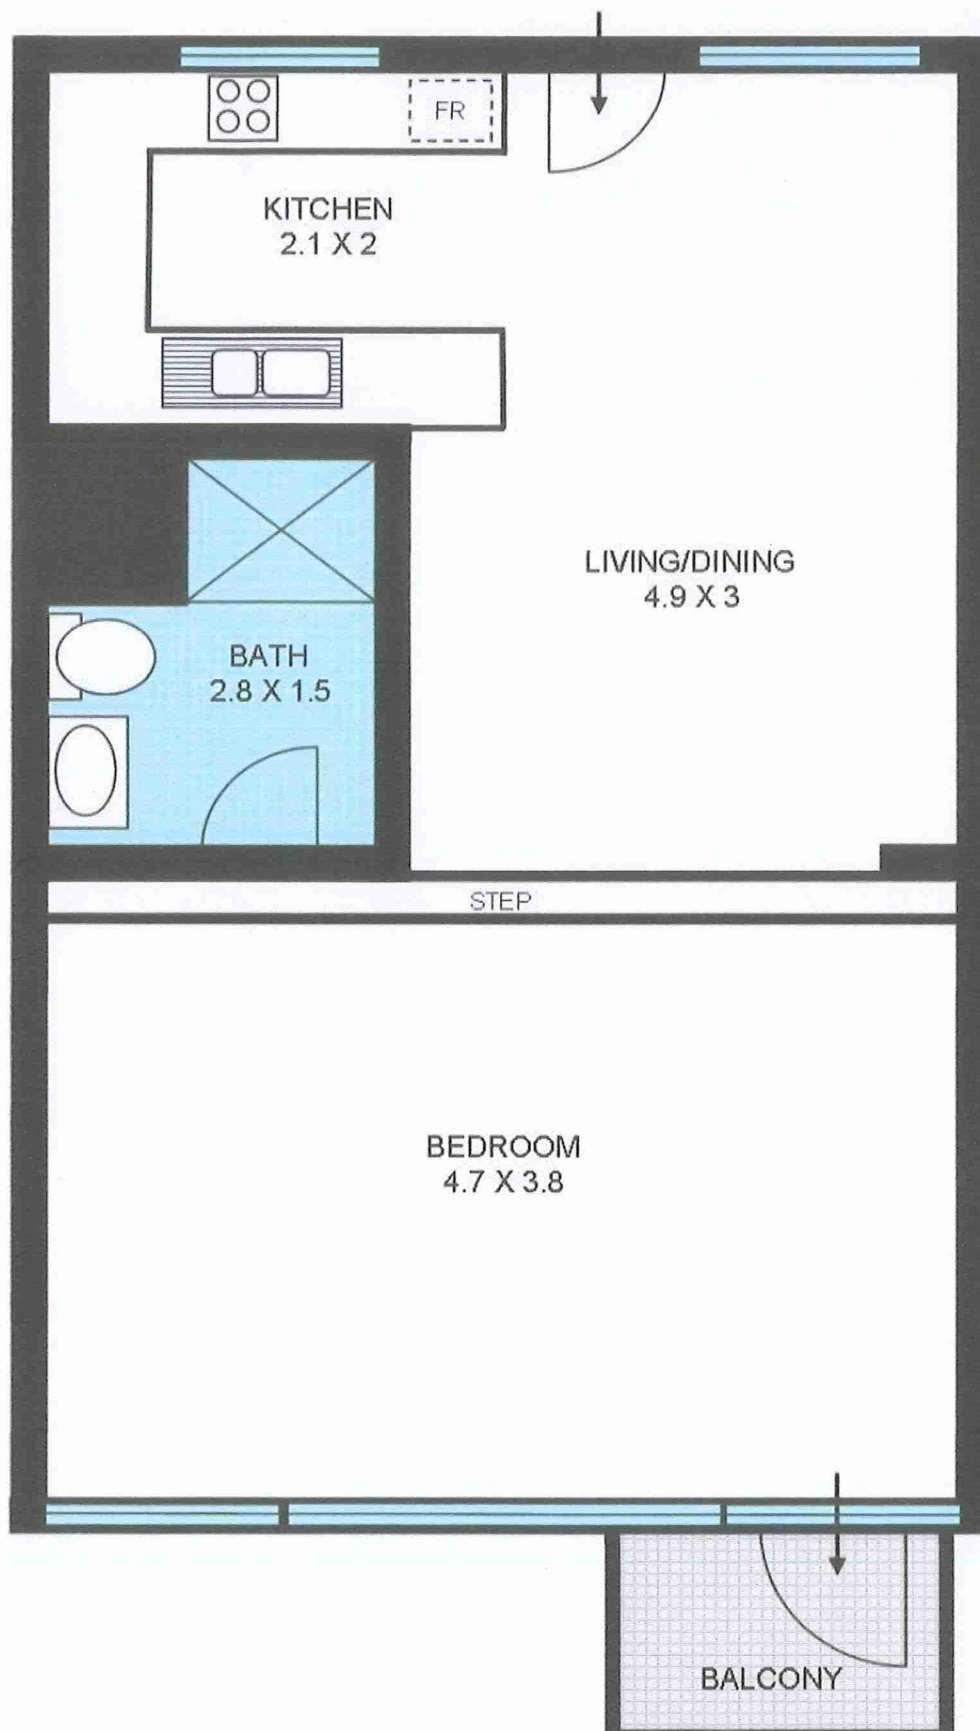 FR
KITCHEN
2.1 X 2
LIVING/DINING
4.9 X 3
BATH
2.8 X 1.5
STEP
BEDROOM
4.7 X 3.8
BALCONY